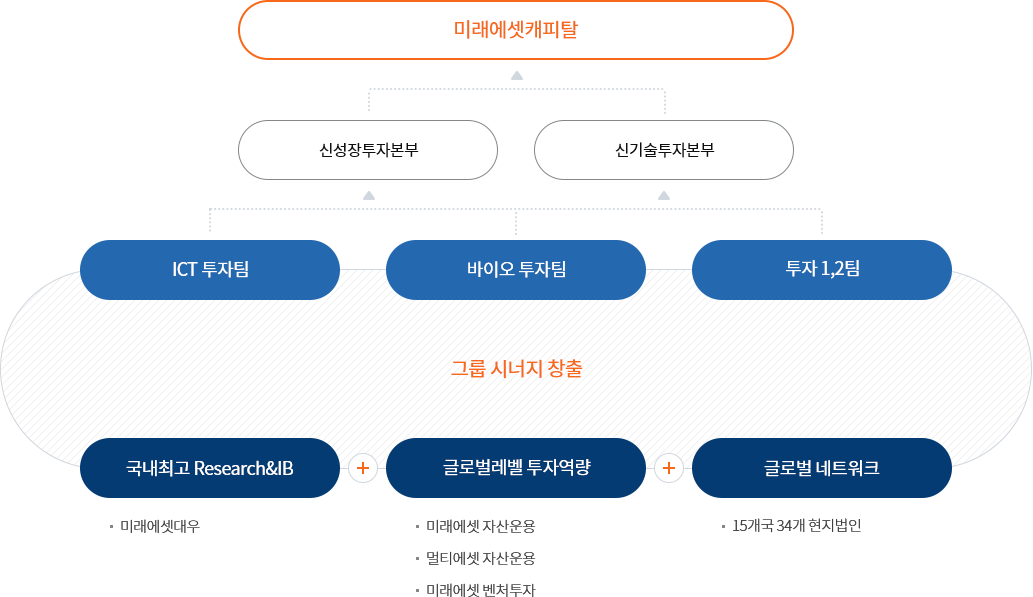 미래에셋캐피탈
신성장투자본부
신기술투자본부
ICT 투자팀
바이오 투자팀
투자 1,2팀
그룹 시너지 창출
국내최고 Research&IB
+
글로벌레벨 투자역량
+
글로벌 네트워크
· 미래에셋대우
· 미래에셋 자산운용
· 멀티에셋 자산운용
· 미래에셋 벤처투자
· 15개국 34개 현지법인